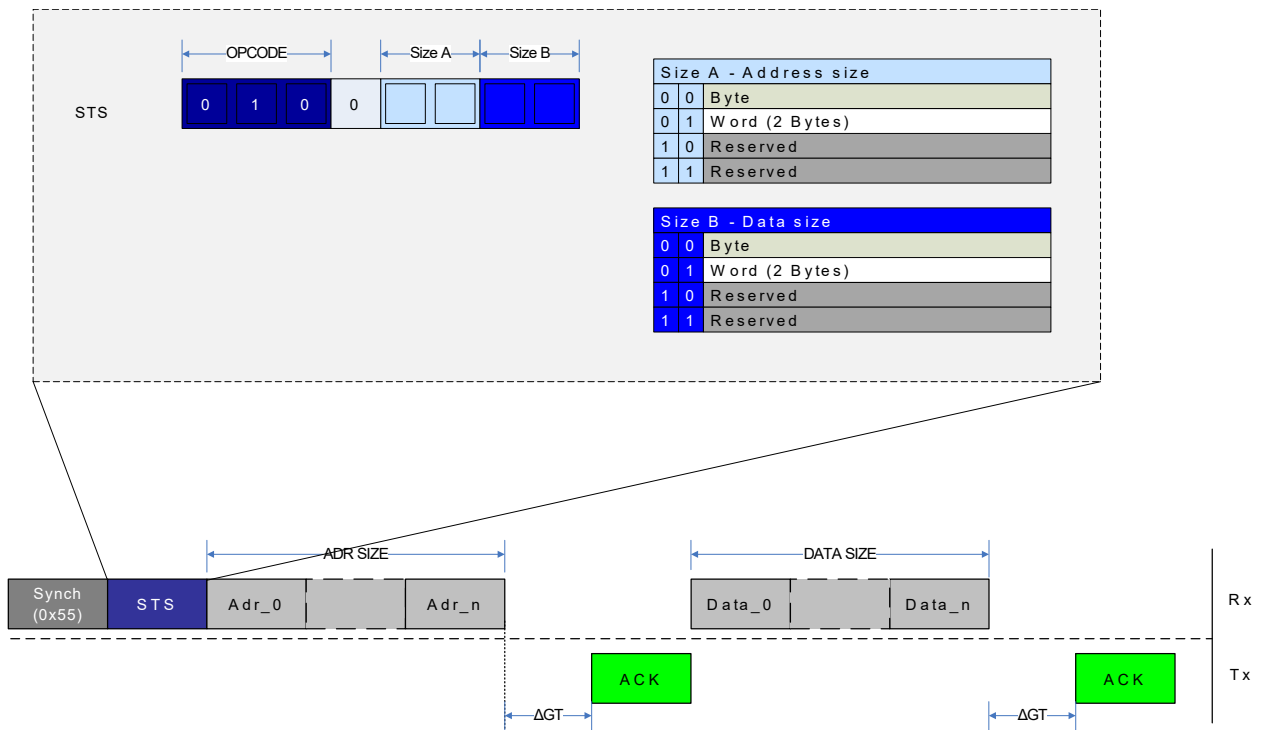 OPCODE Size A Size B
STS 0 1 0 0
Size A - Address size
0 0 Byte
0 1 Word (2 Bytes)
1 0 Reserved
1 1 Reserved
Size B - Data size
0 0 Byte
0 1 Word (2 Bytes)
1 0 Reserved
1 1 Reserved
ADR SIZE DATA SIZE
Synch
(0x55)
STS Adr_0 Adr_n Data_0 Data_n Rx
ACK ACK Tx
ΔGT ΔGT